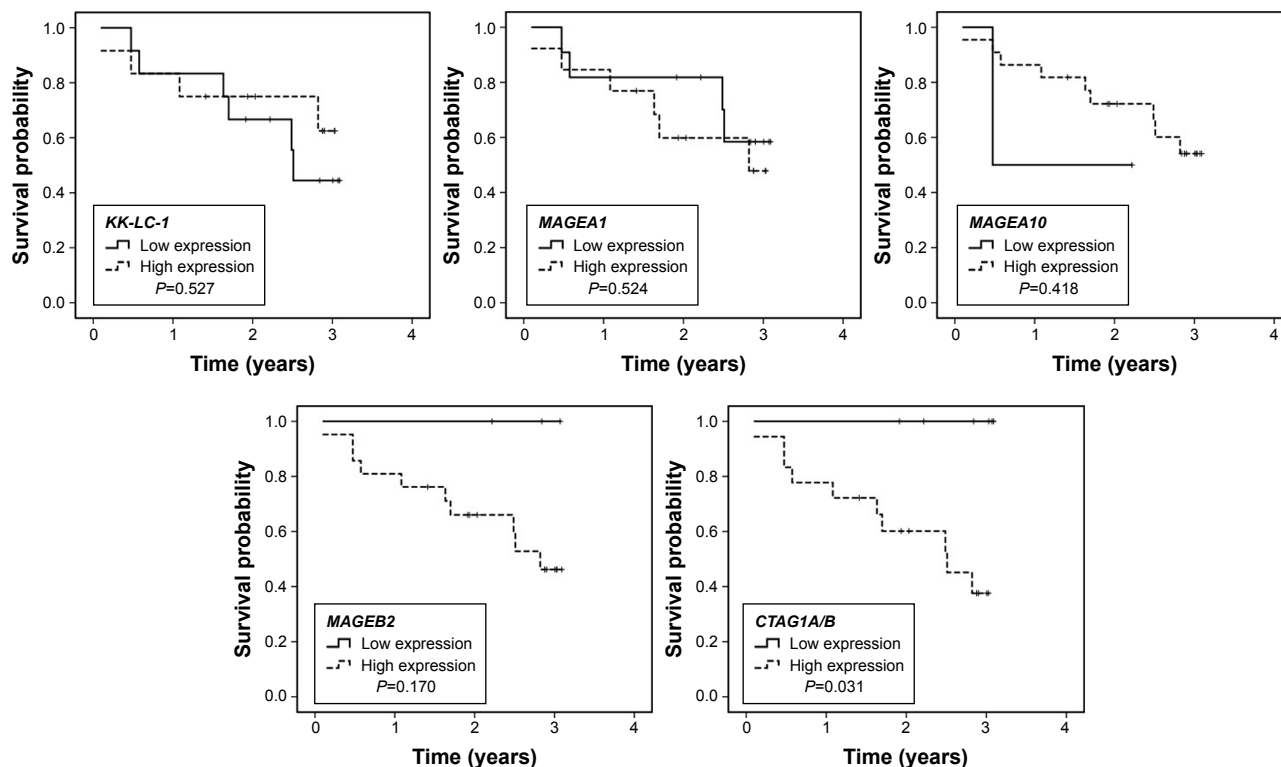 Survival probability
1.0
0.8
0.6
0.4
0.2
0.0
KK-LC-1
Low expression
High expression
P=0.527
0 1 2 3 4
Time (years)
Survival probability
1.0
0.8
0.6
0.4
0.2
0.0
MAGEA1
Low expression
High expression
P=0.524
0 1 2 3 4
Time (years)
Survival probability
1.0
0.8
0.6
0.4
0.2
0.0
MAGEA10
Low expression
High expression
P=0.418
0 1 2 3 4
Time (years)
Survival probability
1.0
0.8
0.6
0.4
0.2
0.0
MAGEB2
Low expression
High expression
P=0.170
0 1 2 3 4
Time (years)
Survival probability
1.0
0.8
0.6
0.4
0.2
0.0
CTAG1A/B
Low expression
High expression
P=0.031
0 1 2 3 4
Time (years)